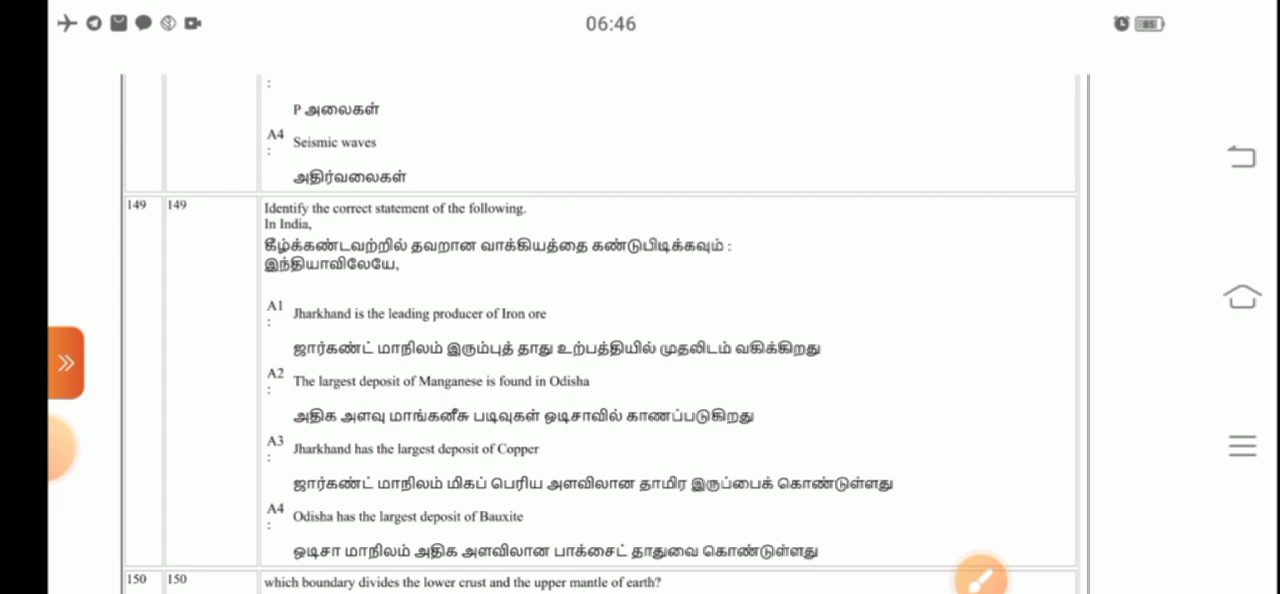 06:46
85
:
P அலைகள்
A4 Seismic waves
:
அதிர்வலைகள்
149 149 Identify the correct statement of the following.
In India,
கீழ்க்கண்டவற்றில் தவறான வாக்கியத்தை கண்டுபிடிக்கவும் :
இந்தியாவிலேயே,
A1 Jharkhand is the leading producer of Iron ore
:
ஜார்கண்ட் மாநிலம் இரும்புத் தாது உற்பத்தியில் முதலிடம் வகிக்கிறது
A2 The largest deposit of Manganese is found in Odisha
:
அதிக அளவு மாங்கனீசு படிவுகள் ஒடிசாவில் காணப்படுகிறது
A3 Jharkhand has the largest deposit of Copper
:
ஜார்கண்ட் மாநிலம் மிகப் பெரிய அளவிலான தாமிர இருப்பைக் கொண்டுள்ளது
A4 Odisha has the largest deposit of Bauxite
:
ஒடிசா மாநிலம் அதிக அளவிலான பாக்சைட் தாதுவை கொண்டுள்ளது
150 150 which boundary divides the lower crust and the upper mantle of earth?